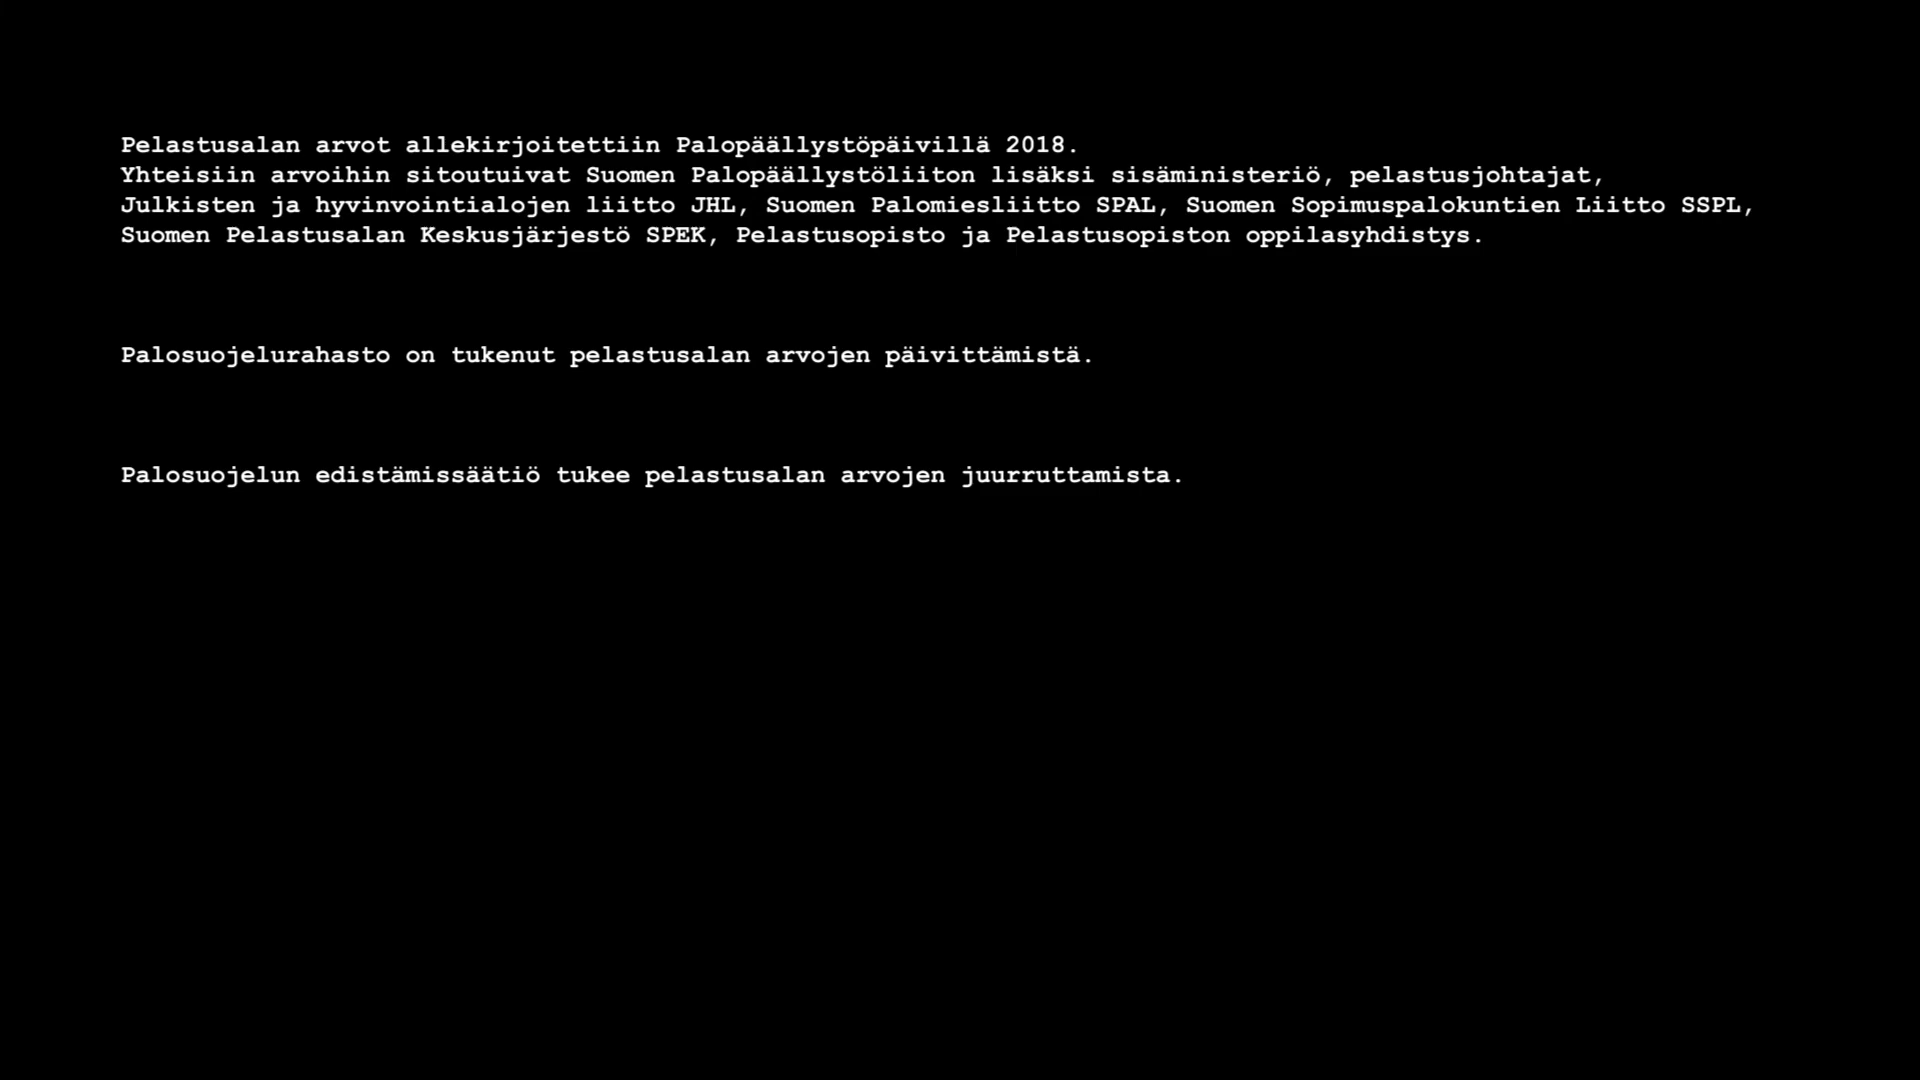 Pelastusalan arvot allekirjoitettiin Palopäällystöpäivillä 2018.
Yhteisiin arvoihin sitoutuivat Suomen Palopäällystöliiton lisäksi sisäministeriö, pelastusjohtajat,
Julkisten ja hyvinvointialojen liitto JHL, Suomen Palomiesliitto SPAL, Suomen Sopimuspalokuntien Liitto SSPL,
Suomen Pelastusalan Keskusjärjestö SPEK, Pelastusopisto ja Pelastusopiston oppilasyhdistys.
Palosuojelurahasto on tukenut pelastusalan arvojen päivittämistä.
Palosuojelun edistämissäätiö tukee pelastusalan arvojen juurruttamista.